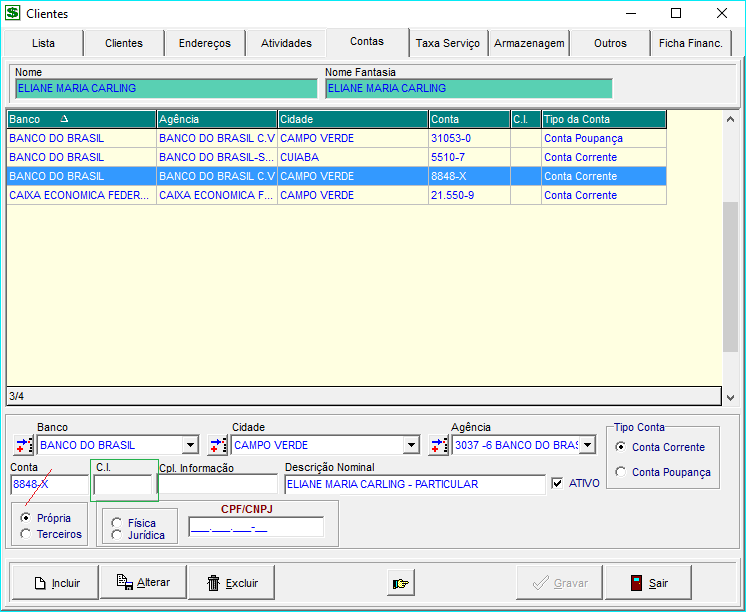 Clientes
Lista Clientes Endereços Atividades Contas Taxa Serviço Armazenagem Outros Ficha Financ.
Nome Nome Fantasia
ELIANE MARIA CARLING ELIANE MARIA CARLING
Banco Agência Cidade Conta C.I. Tipo da Conta
BANCO DO BRASIL BANCO DO BRASIL C.V CAMPO VERDE 31053-0 Conta Poupança
BANCO DO BRASIL BANCO DO BRASIL-S... CUIABA 5510-7 Conta Corrente
BANCO DO BRASIL BANCO DO BRASIL C.V CAMPO VERDE 8848-X Conta Corrente
CAIXA ECONOMICA FEDER... CAIXA ECONOMICA F... CAMPO VERDE 21.550-9 Conta Corrente
3/4
Banco Cidade Agência Tipo Conta
BANCO DO BRASIL CAMPO VERDE 3037 -6 BANCO DO BRAS Conta Corrente
Conta C.I. Cpl. Informação Descrição Nominal Conta Poupança
8848-X ELIANE MARIA CARLING - PARTICULAR ATIVO
Própria Física CPF/CNPJ
Terceiros Jurídica ___.___.___-__
Incluir Alterar Excluir Gravar Sair